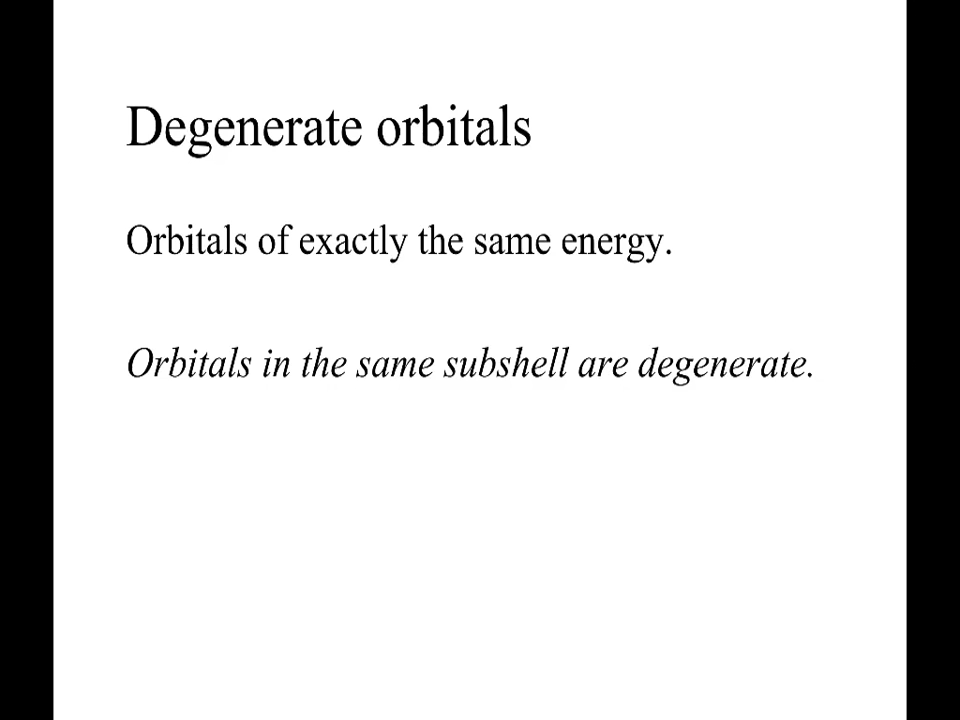 Degenerate orbitals
Orbitals of exactly the same energy.
Orbitals in the same subshell are degenerate.